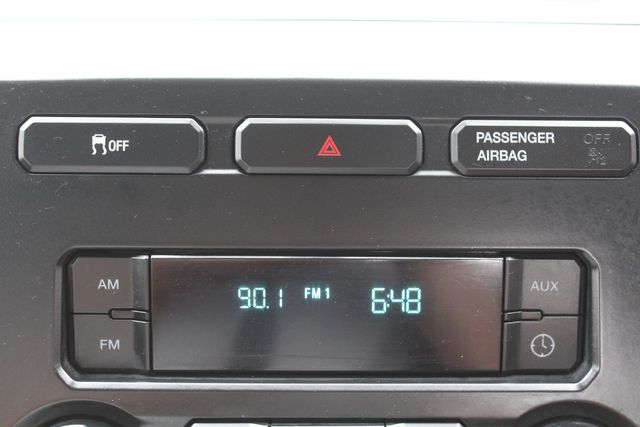 OFF
PASSENGER OFF
AIRBAG
AM
90.1 FM1 6:48
AUX
FM